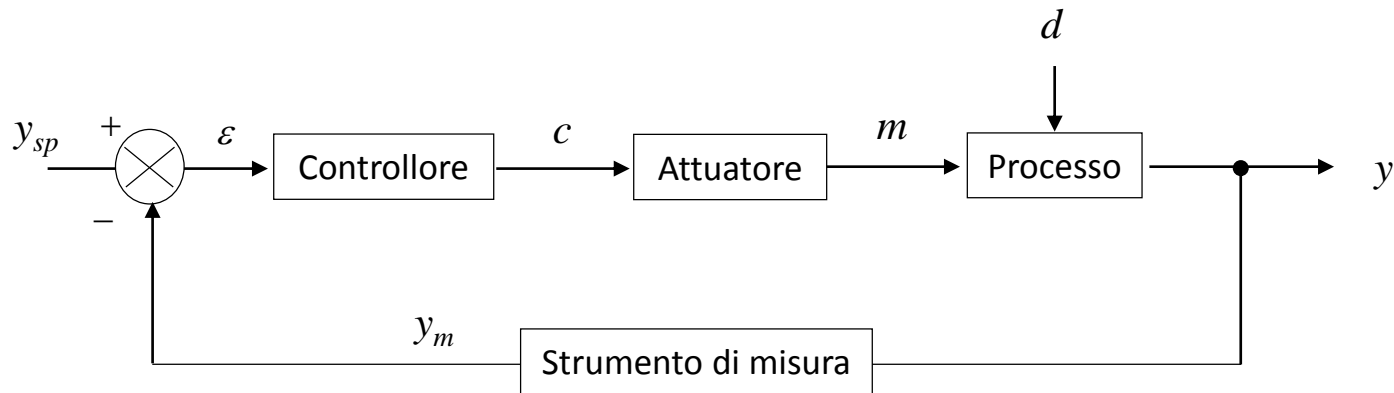 d
y_sp + ε Controllore c Attuatore m Processo y
−
y_m Strumento di misura